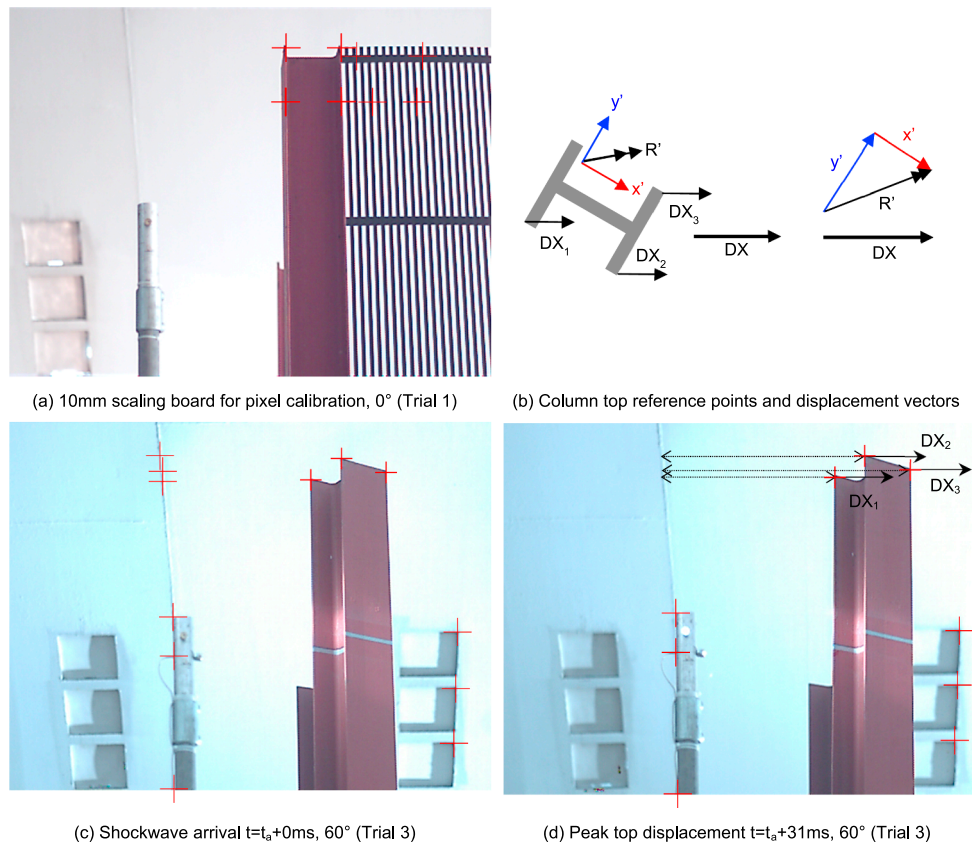 (a) 10mm scaling board for pixel calibration, 0° (Trial 1)
y’
R’
x’
DX₁
DX₂
DX₃
DX
y’
x’
R’
DX
(b) Column top reference points and displacement vectors
(c) Shockwave arrival t=tₐ+0ms, 60° (Trial 3)
DX₂
DX₃
DX₁
(d) Peak top displacement t=tₐ+31ms, 60° (Trial 3)